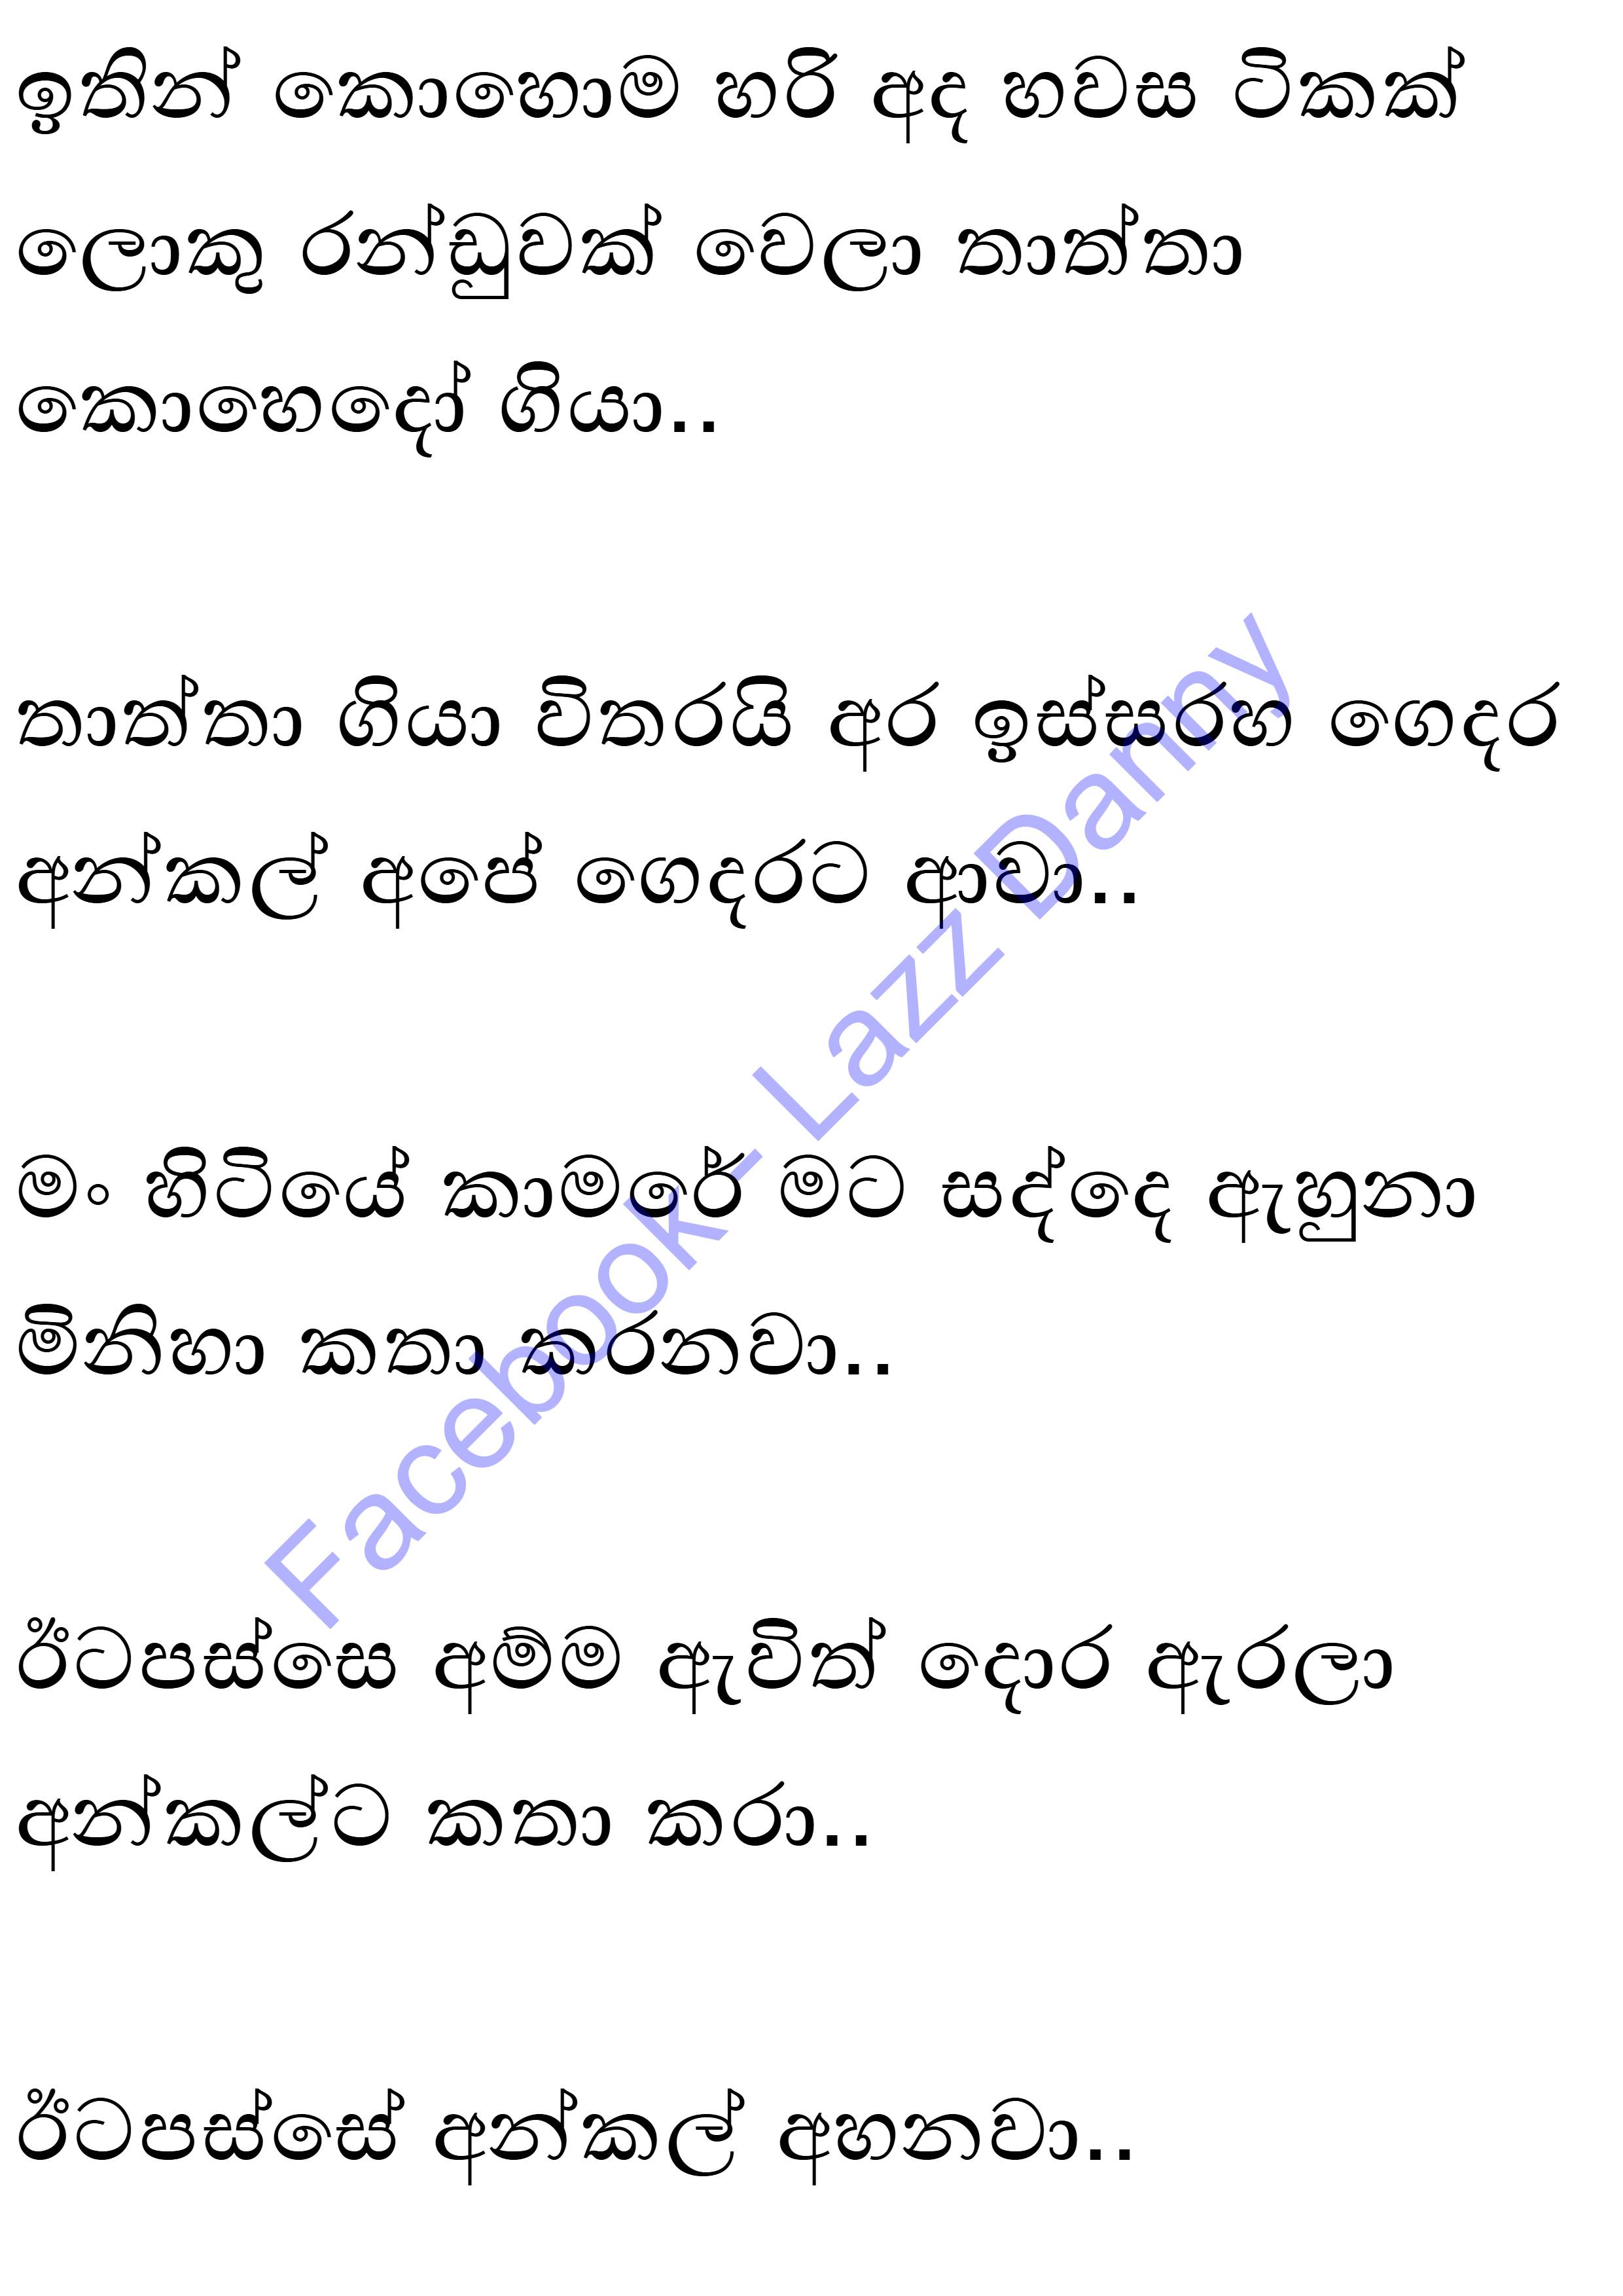 ඉතින් කොහොම හරි අද හවස ටිකක්
ලොකු රන්ඩුවක් වෙලා තාත්තා
කොහෙදෝ ගියා..
තාත්තා ගියා විතරයි අර ඉස්සරහ ගෙදර
අන්කල් අපේ ගෙදරට ආවා..
මං හිටියේ කාමරේ මට සද්දෙ ඇහුනා
මිනිහා කතා කරනවා..
ඊටපස්සෙ අම්ම ඇවිත් දොර ඇරලා
අන්කල්ට කතා කරා..
ඊටපස්සේ අන්කල් අහනවා..
Facebook- Lazz Danny